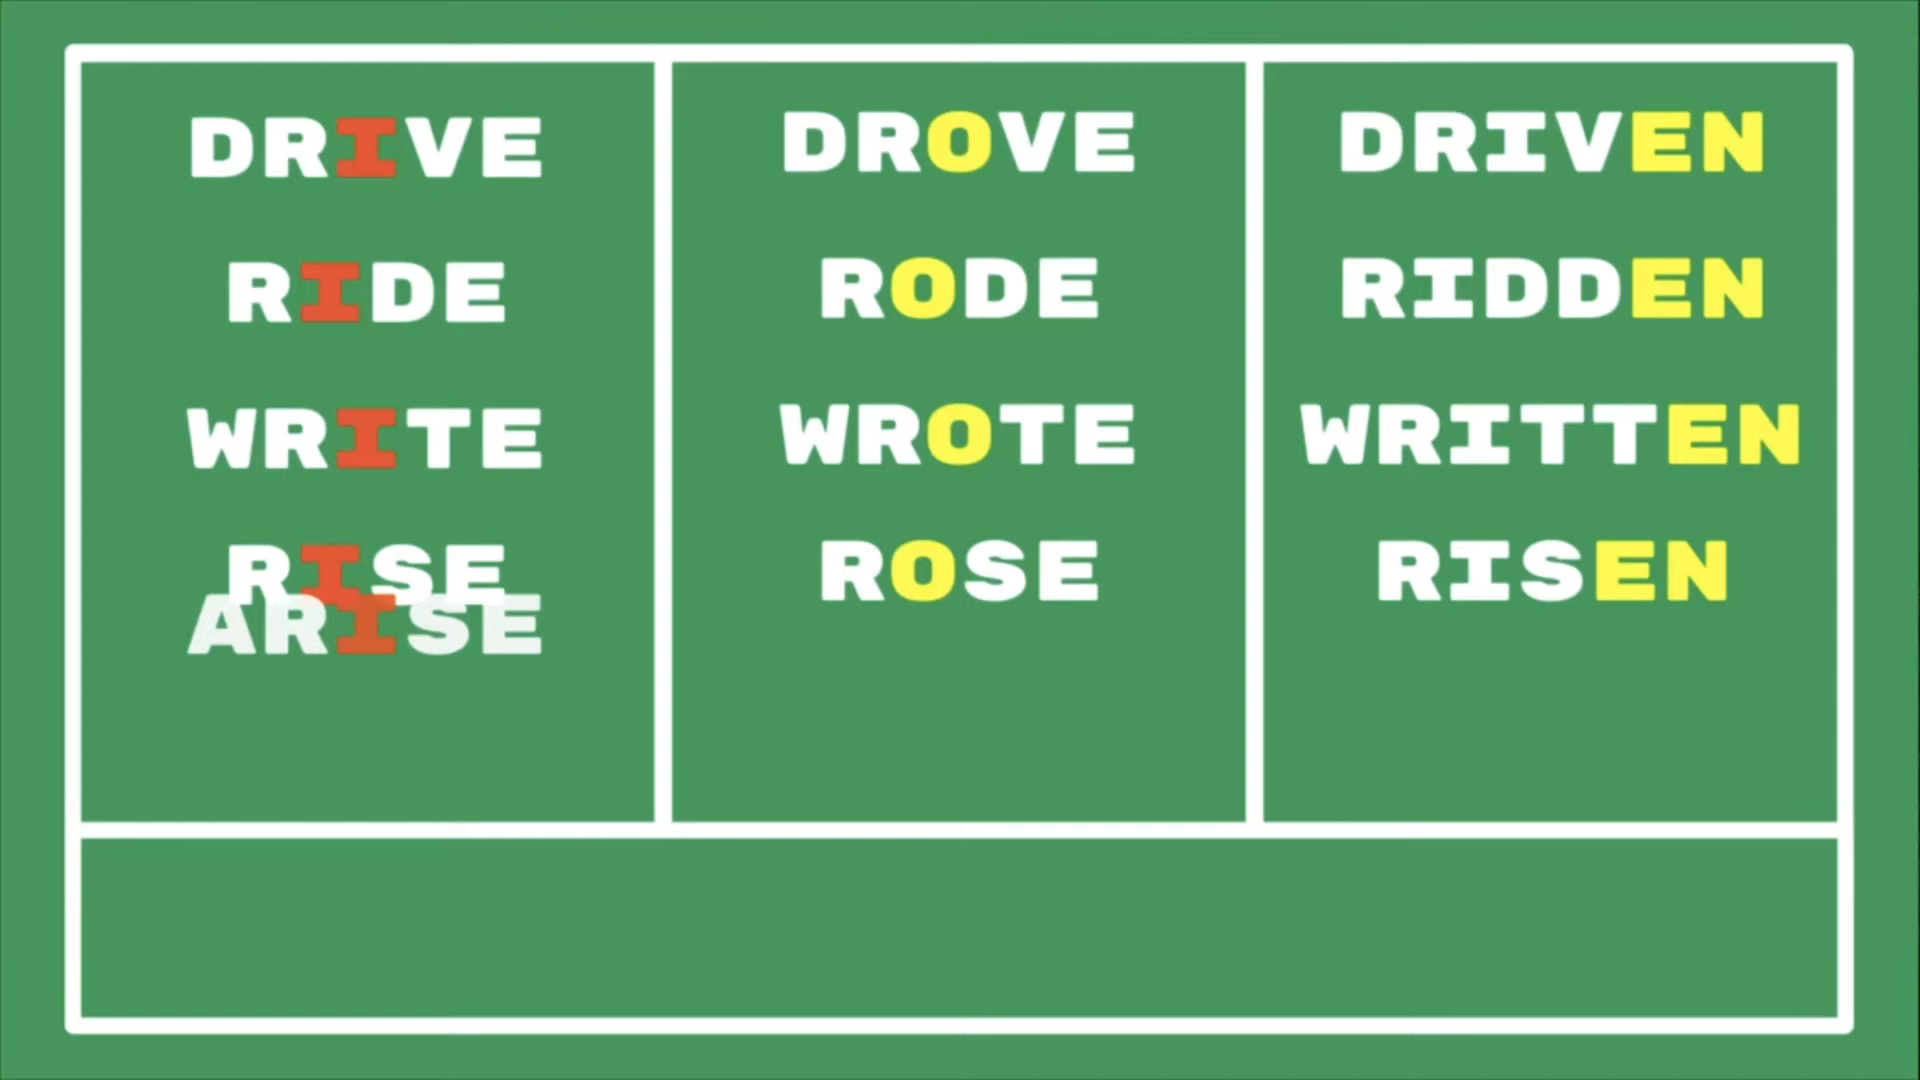 DRIVE DROVE DRIVEN
RIDE RODE RIDDEN
WRITE WROTE WRITTEN
RISE ROSE RISEN
ARISE